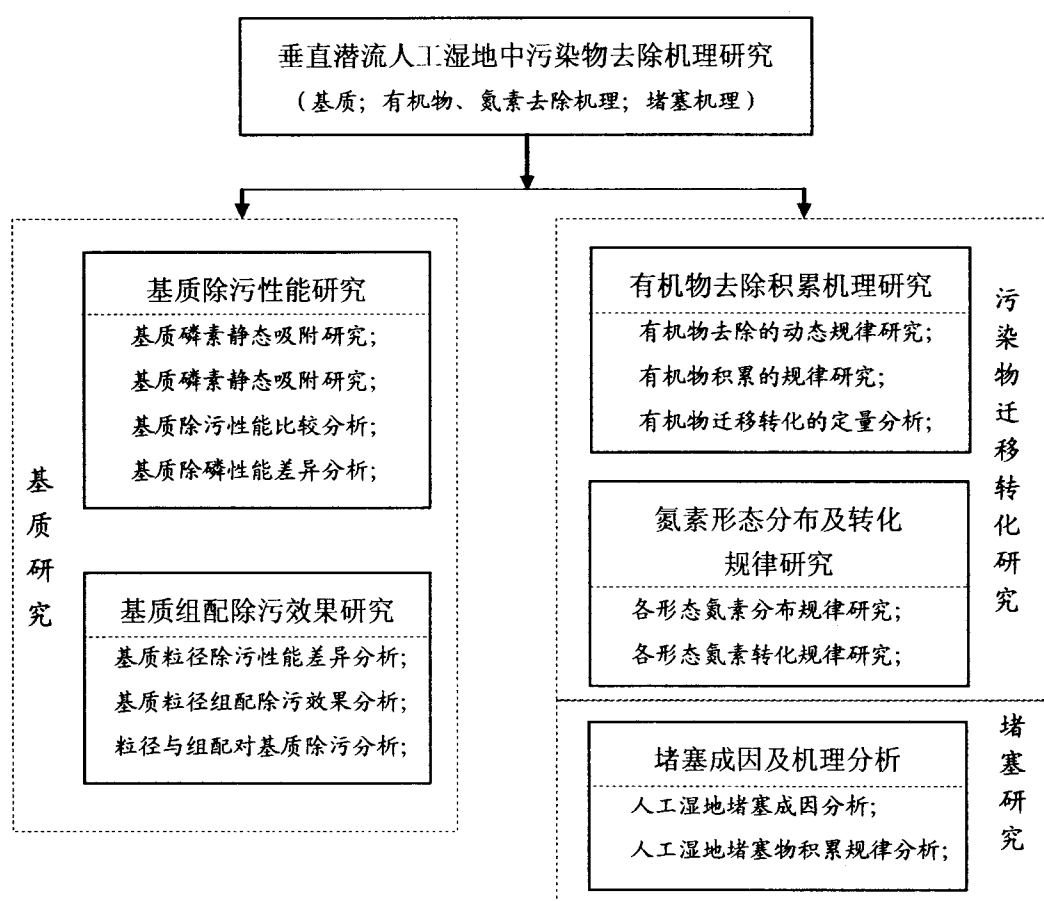 垂直潜流人工湿地中污染物去除机理研究
(基质;有机物、氮素去除机理;堵塞机理)
基质研究
基质除污性能研究
基质磷素静态吸附研究;
基质磷素静态吸附研究;
基质除污性能比较分析;
基质除磷性能差异分析;
基质组配除污效果研究
基质粒径除污性能差异分析;
基质粒径组配除污效果分析;
粒径与组配对基质除污分析;
有机物去除积累机理研究
有机物去除的动态规律研究;
有机物积累的规律研究;
有机物迁移转化的定量分析;
氮素形态分布及转化
规律研究
各形态氮素分布规律研究;
各形态氮素转化规律研究;
污染物迁移转化研究
堵塞成因及机理分析
人工湿地堵塞成因分析;
人工湿地堵塞物积累规律分析;
堵塞研究